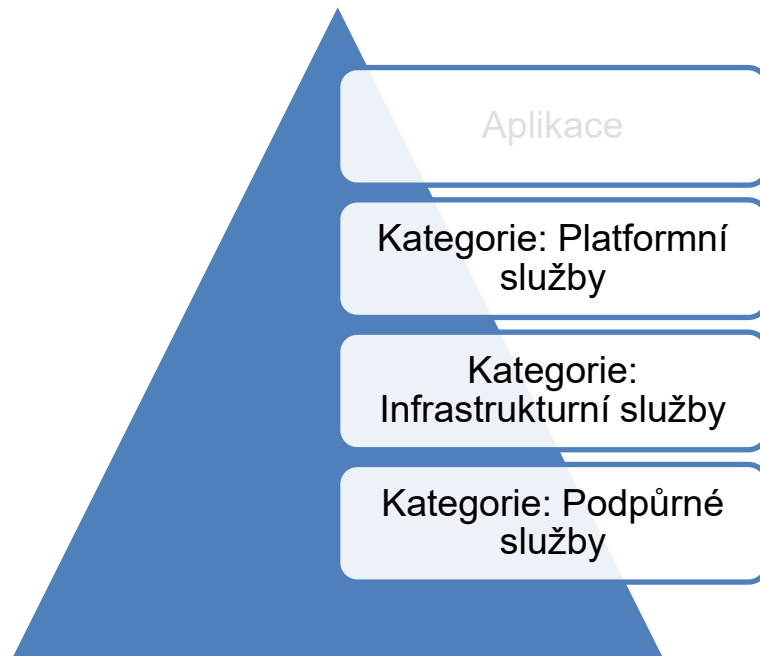 Aplikace
Kategorie: Platformní
služby
Kategorie:
Infrastrukturní služby
Kategorie: Podpůrné
služby